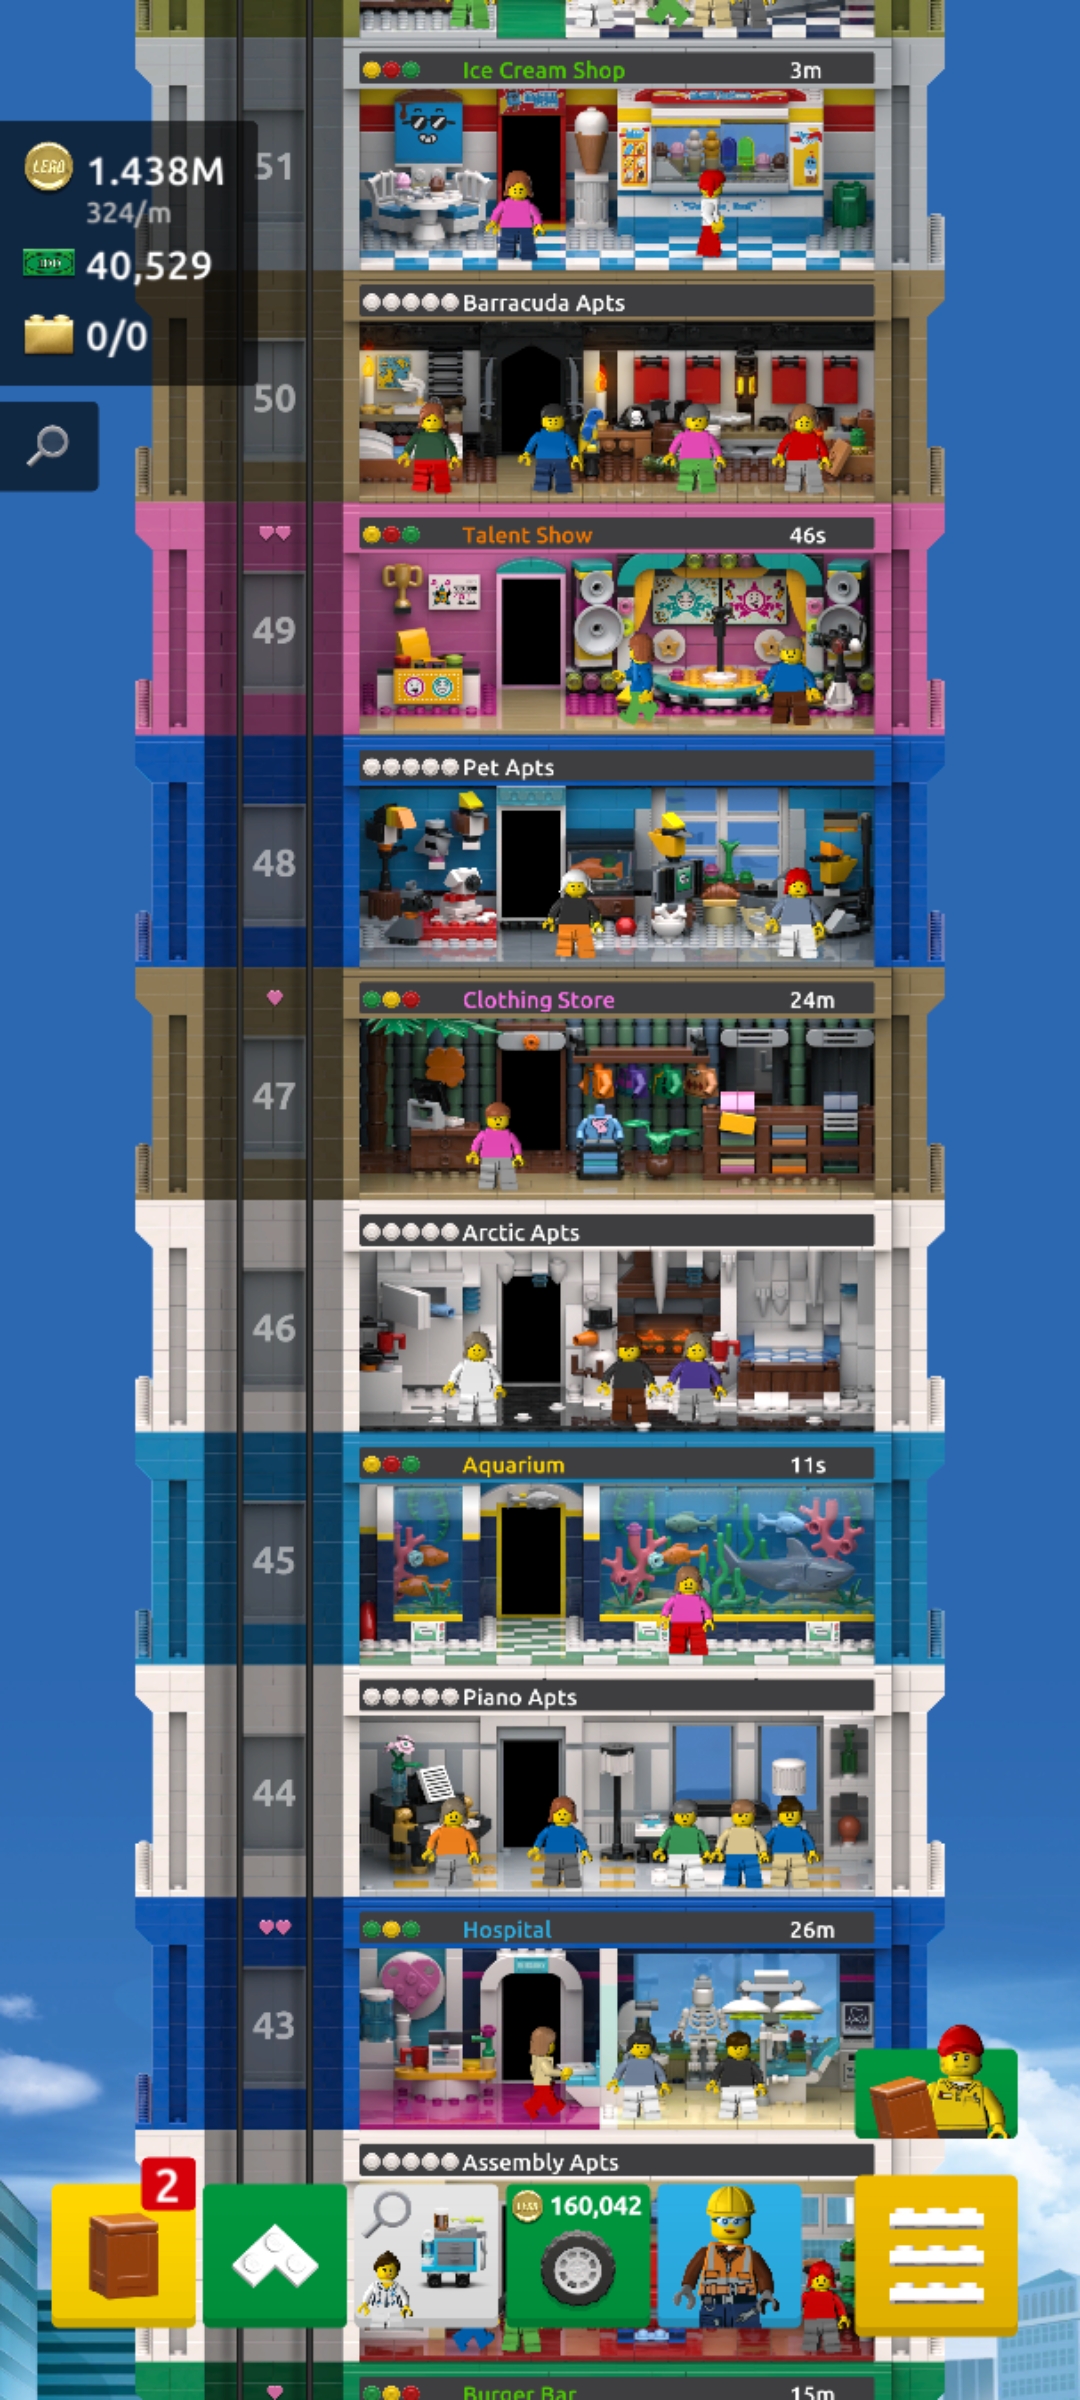 Ice Cream Shop 3m
51
LEGO 1.438M
324/m
40,529
0/0
Barracuda Apts
50
Talent Show 46s
49
Pet Apts
48
Clothing Store 24m
47
Arctic Apts
46
Aquarium 11s
45
Piano Apts
44
Hospital 26m
43
Assembly Apts
2
LEGO 160,042
Burger Bar 15m